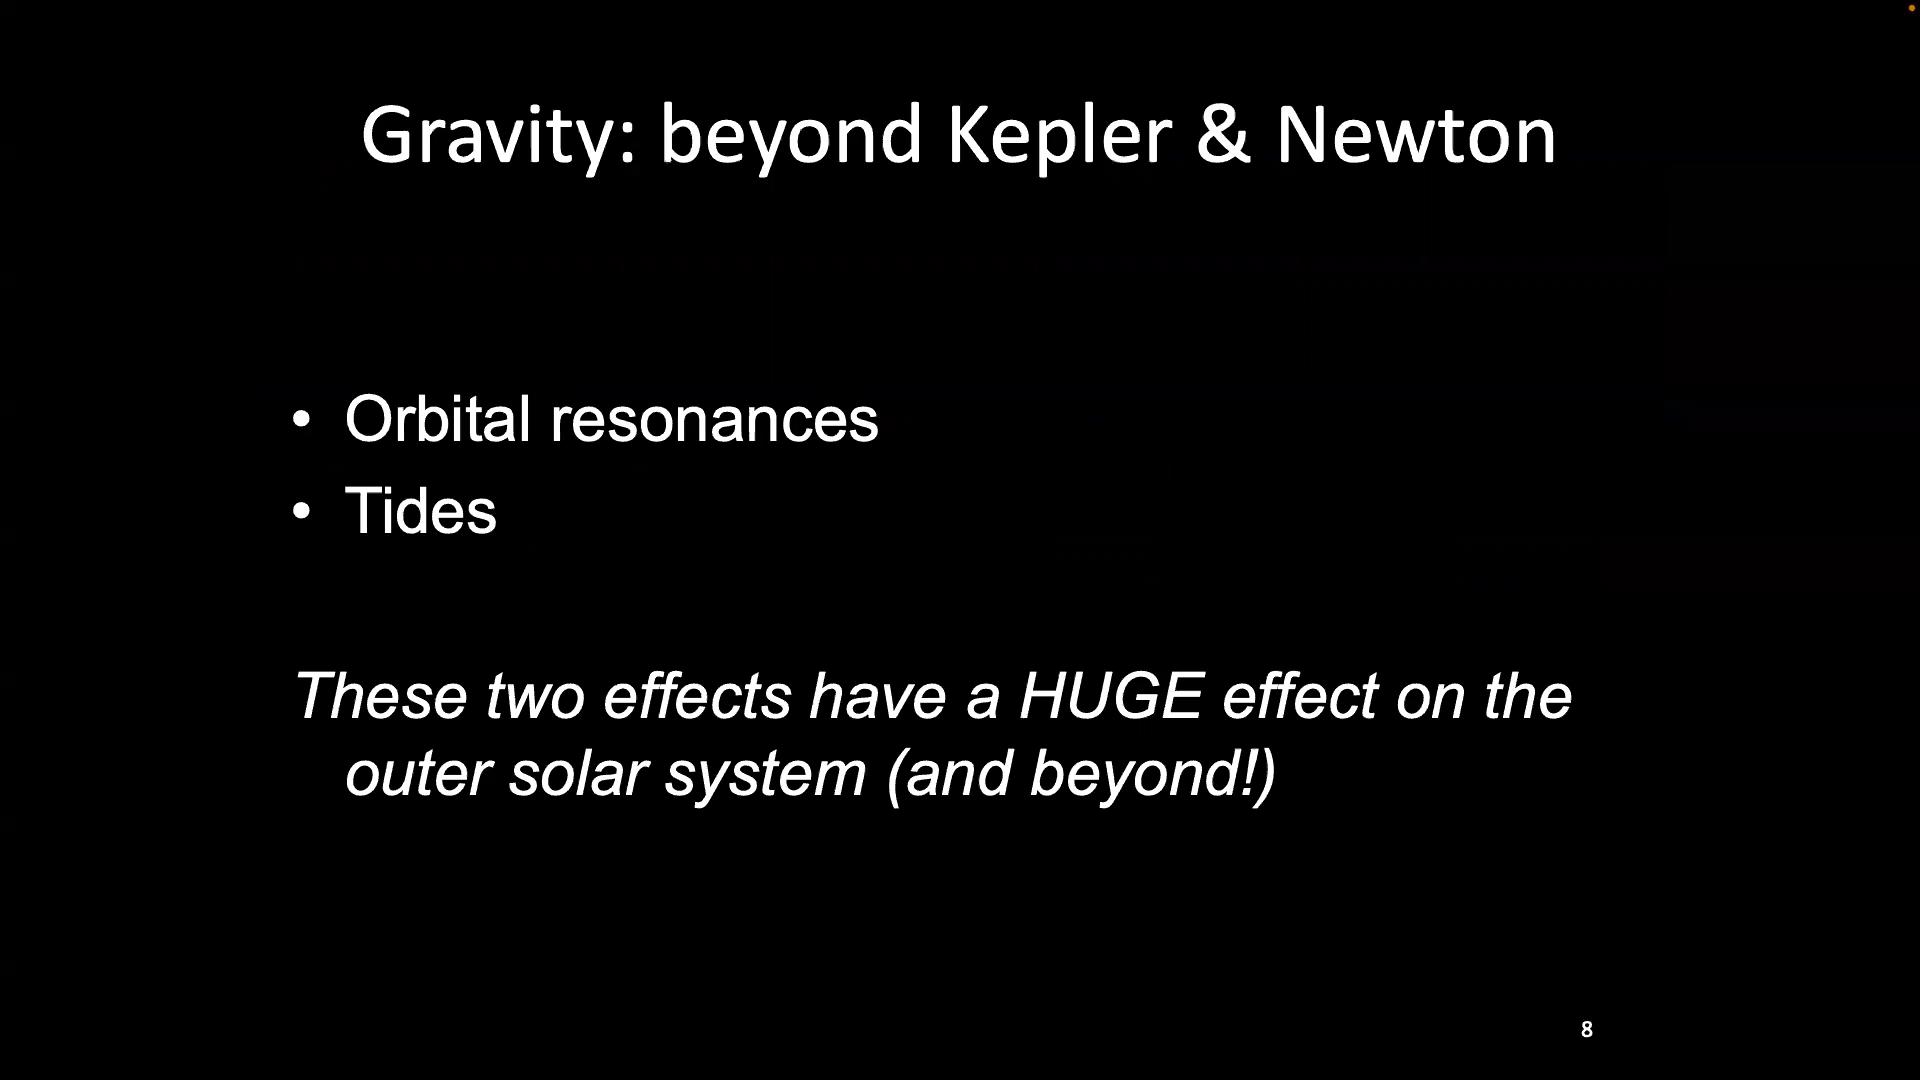 Gravity: beyond Kepler & Newton
• Orbital resonances
• Tides
These two effects have a HUGE effect on the
outer solar system (and beyond!)
8